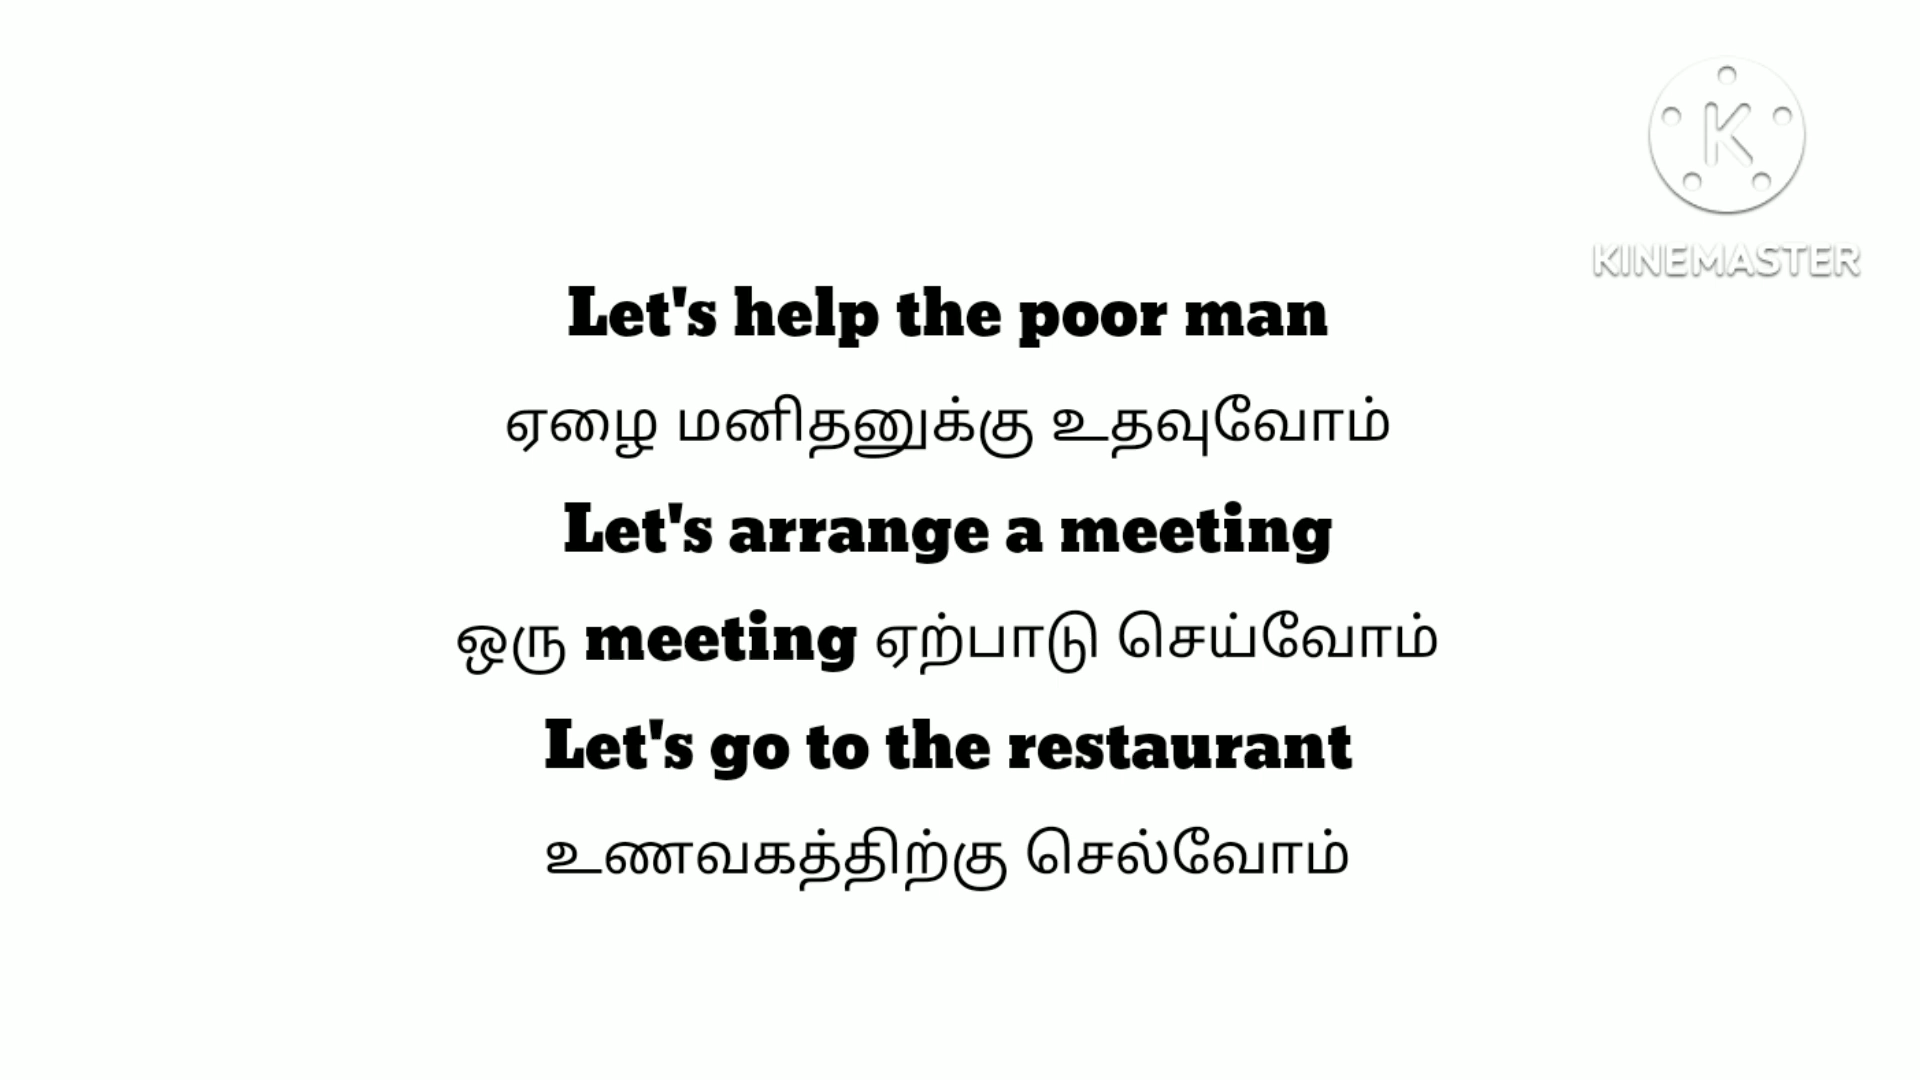 KINEMASTER
Let's help the poor man
ஏழை மனிதனுக்கு உதவுவோம்
Let's arrange a meeting
ஒரு meeting ஏற்பாடு செய்வோம்
Let's go to the restaurant
உணவகத்திற்கு செல்வோம்